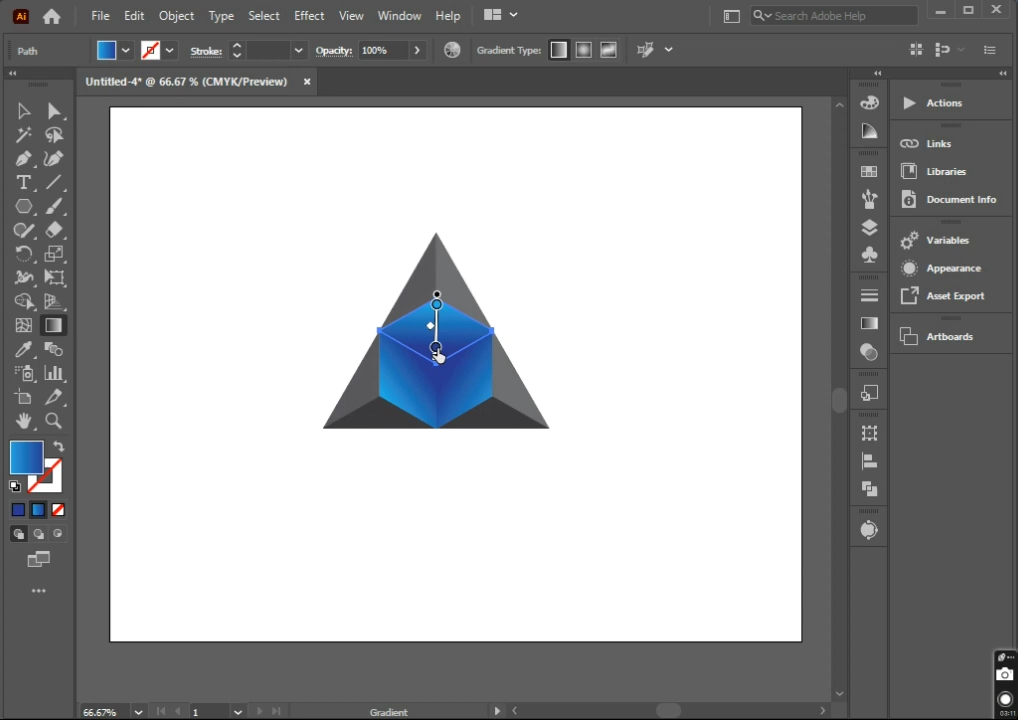 Ai File Edit Object Type Select Effect View Window Help Search Adobe Help
Path Stroke: Opacity: 100% Gradient Type:
Untitled-4* @ 66.67 % (CMYK/Preview) ×
Actions
Links
Libraries
Document Info
Variables
Appearance
Asset Export
Artboards
66.67% 1 Gradient
03:11